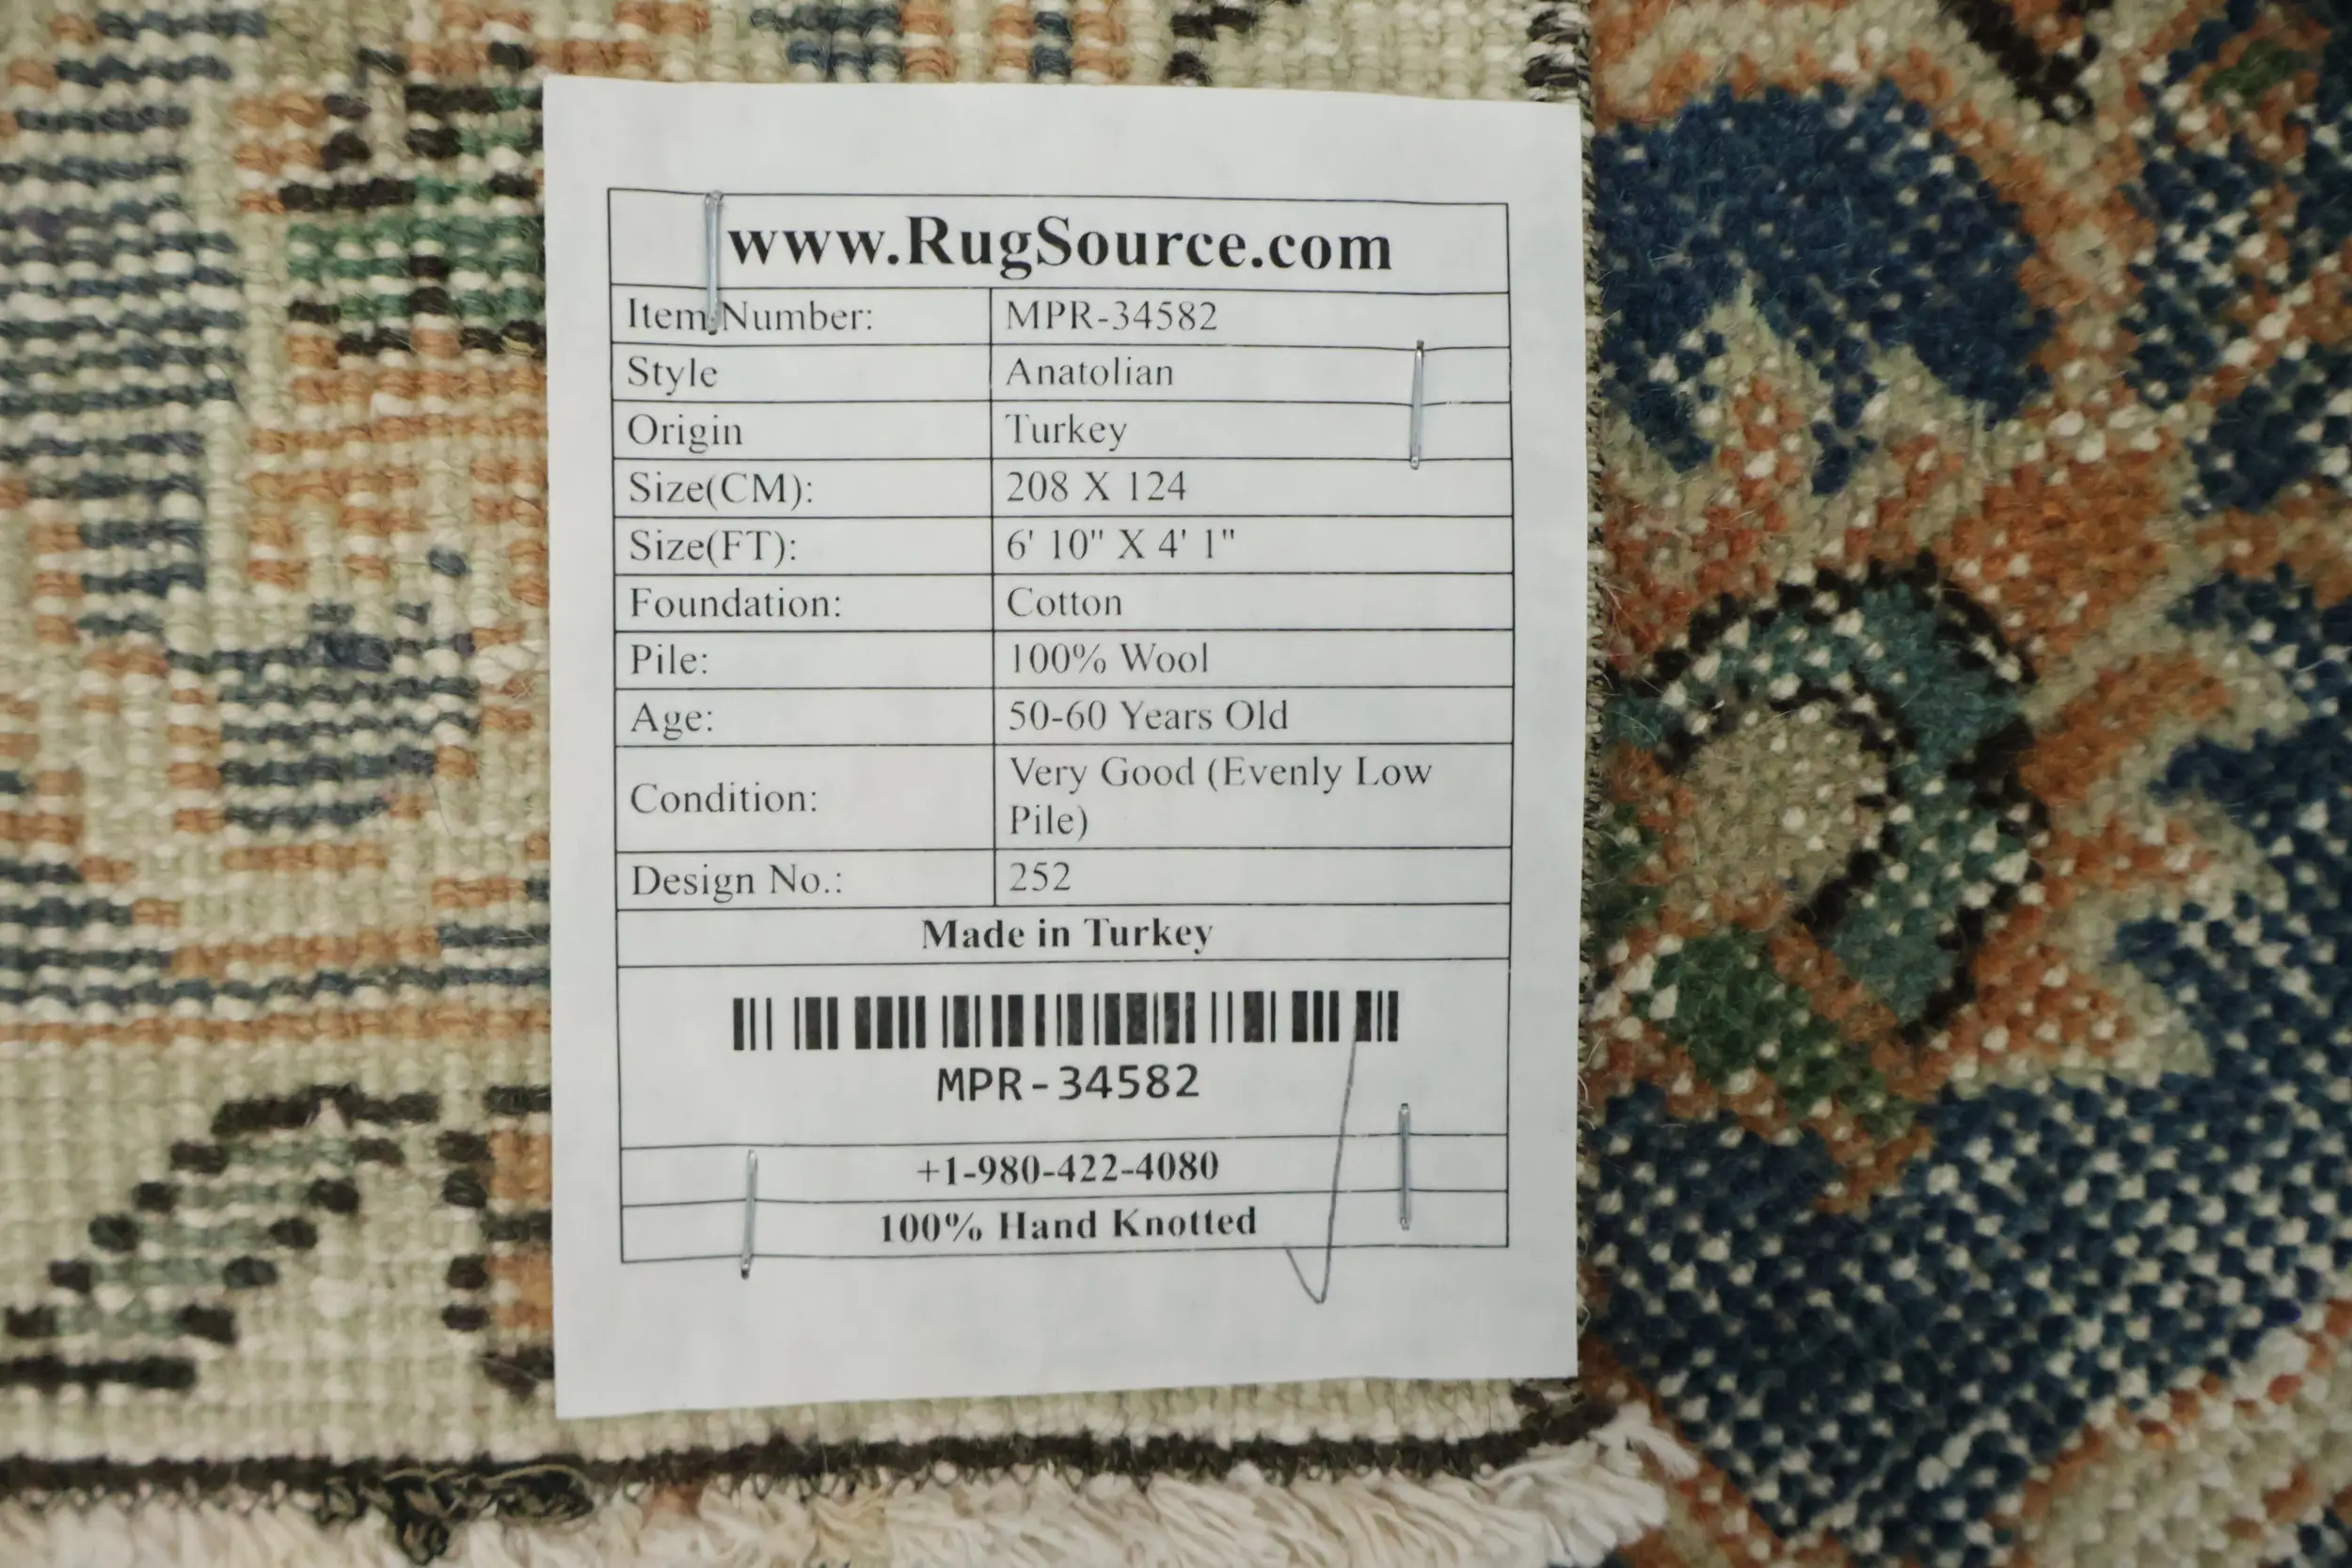 www.RugSource.com
Item Number: MPR-34582
Style Anatolian
Origin Turkey
Size(CM): 208 X 124
Size(FT): 6' 10" X 4' 1"
Foundation: Cotton
Pile: 100% Wool
Age: 50-60 Years Old
Condition: Very Good (Evenly Low
Pile)
Design No.: 252
Made in Turkey
MPR-34582
+1-980-422-4080
100% Hand Knotted